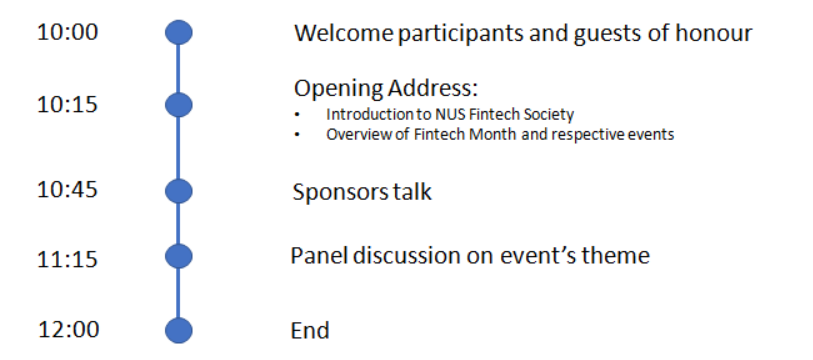 10:00 Welcome participants and guests of honour
10:15 Opening Address:
• Introduction to NUS Fintech Society
• Overview of Fintech Month and respective events
10:45 Sponsors talk
11:15 Panel discussion on event's theme
12:00 End